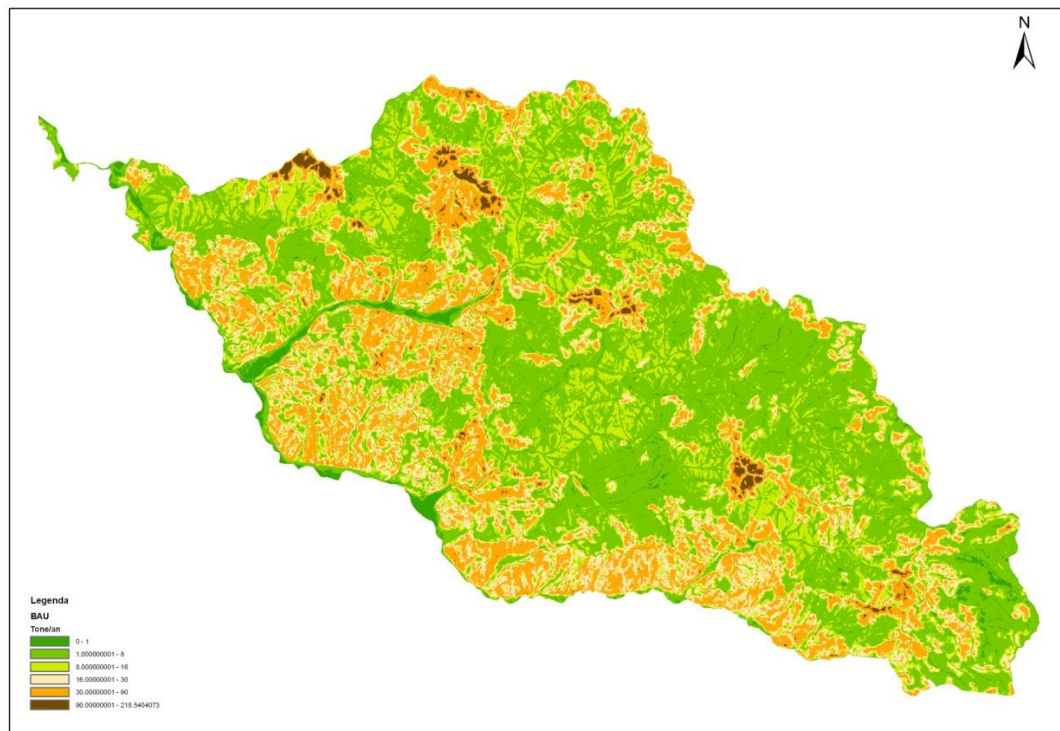 N
Legenda
BAU
Tone/an
0 - 1
1.000000001 - 8
8.000000001 - 16
16.00000001 - 30
30.00000001 - 90
90.00000001 - 218.5404073